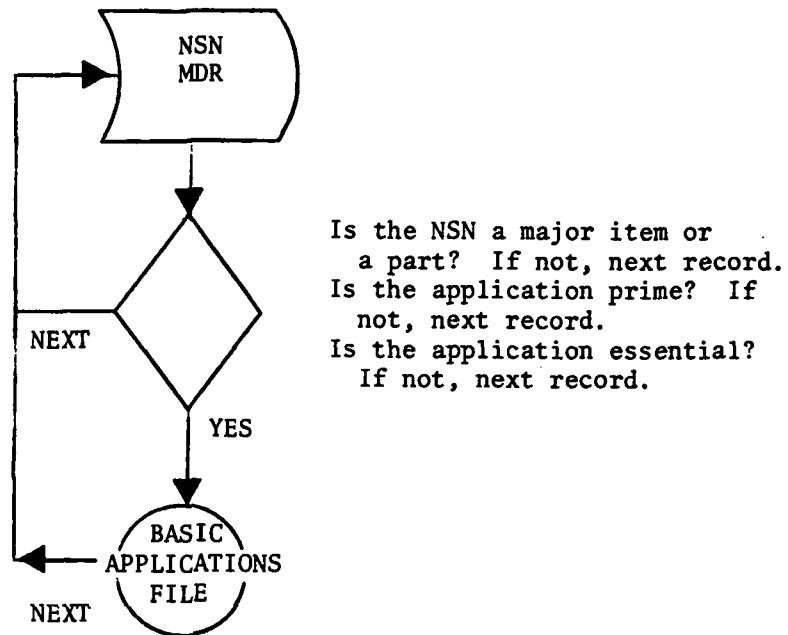 NSN
MDR
Is the NSN a major item or
a part? If not, next record.
Is the application prime? If
not, next record.
Is the application essential?
If not, next record.
NEXT
YES
BASIC
APPLICATIONS
FILE
NEXT